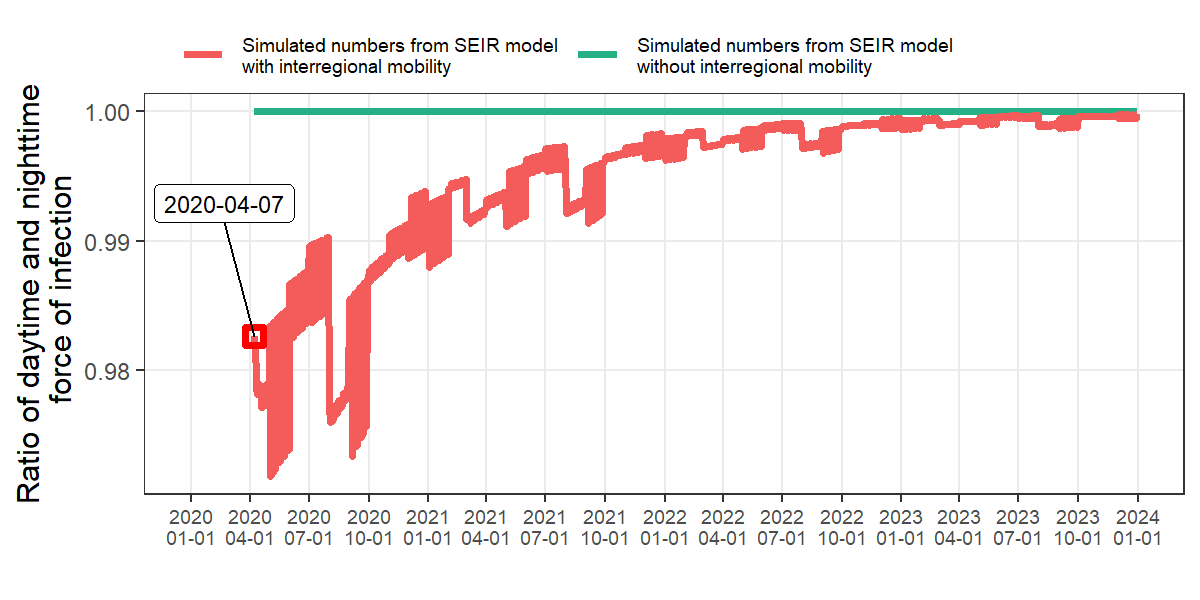 Simulated numbers from SEIR model
with interregional mobility
Simulated numbers from SEIR model
without interregional mobility
Ratio of daytime and nighttime
force of infection
1.00
0.99
0.98
2020-04-07
2020 2020 2020 2020 2021 2021 2021 2021 2022 2022 2022 2022 2023 2023 2023 2023 2024
01-01 04-01 07-01 10-01 01-01 04-01 07-01 10-01 01-01 04-01 07-01 10-01 01-01 04-01 07-01 10-01 01-01